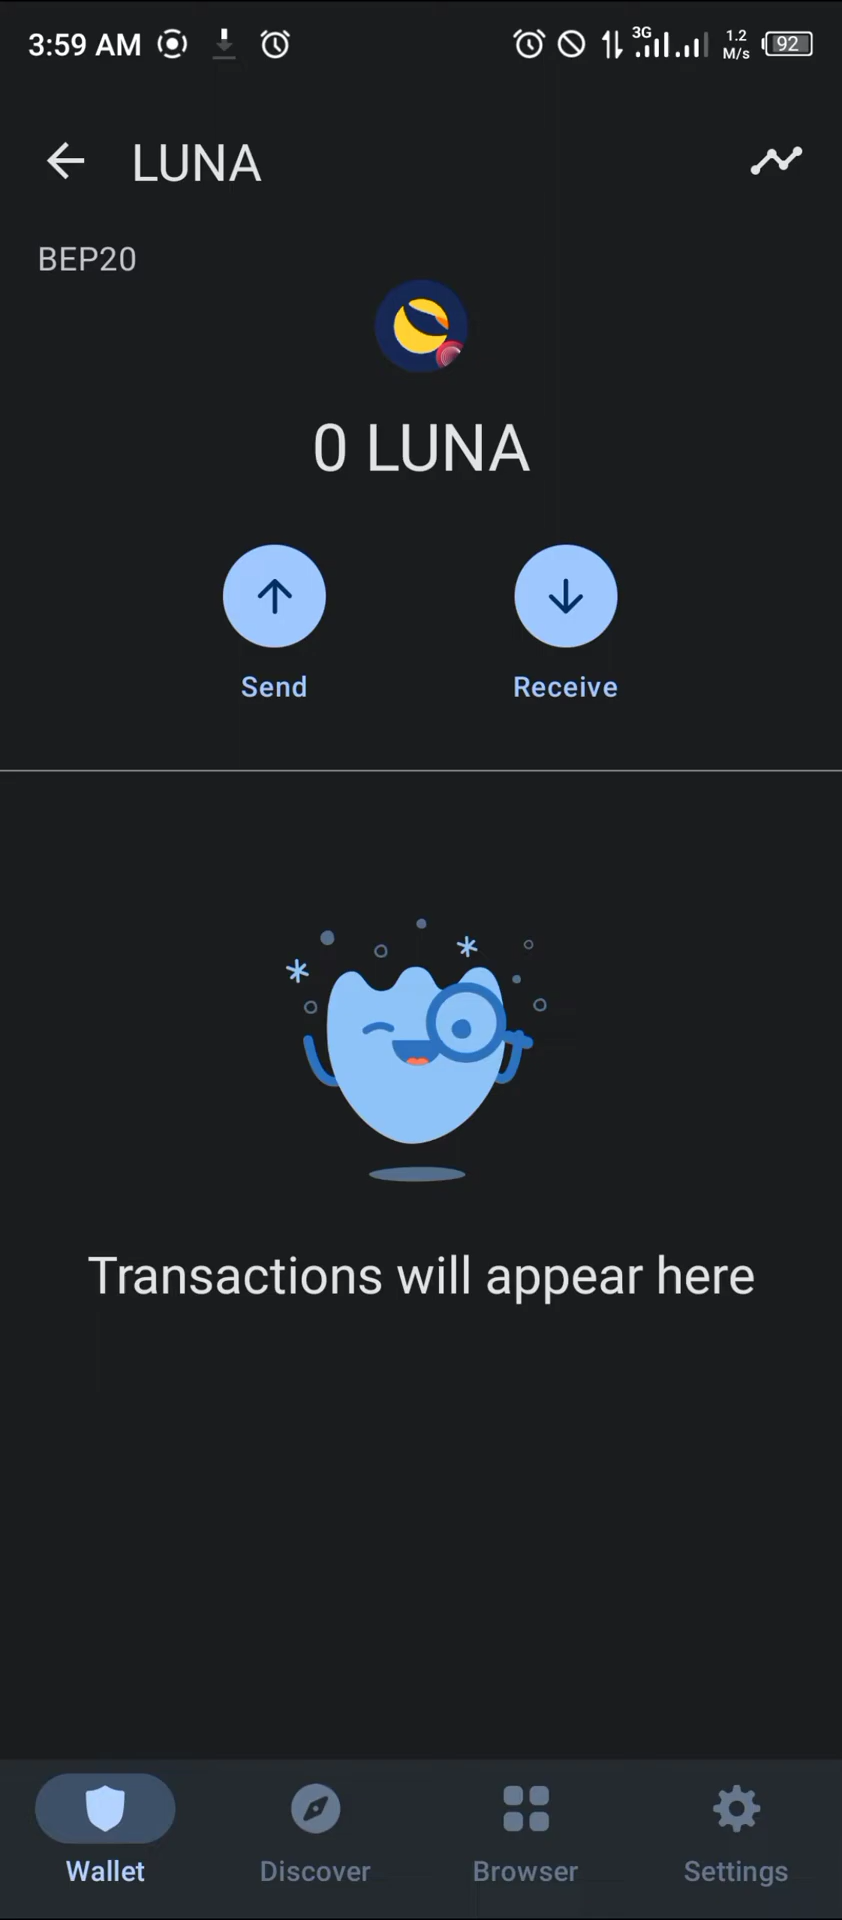 3:59 AM
3G
1.2
M/s
92
LUNA
BEP20
0 LUNA
Send
Receive
Transactions will appear here
Wallet
Discover
Browser
Settings